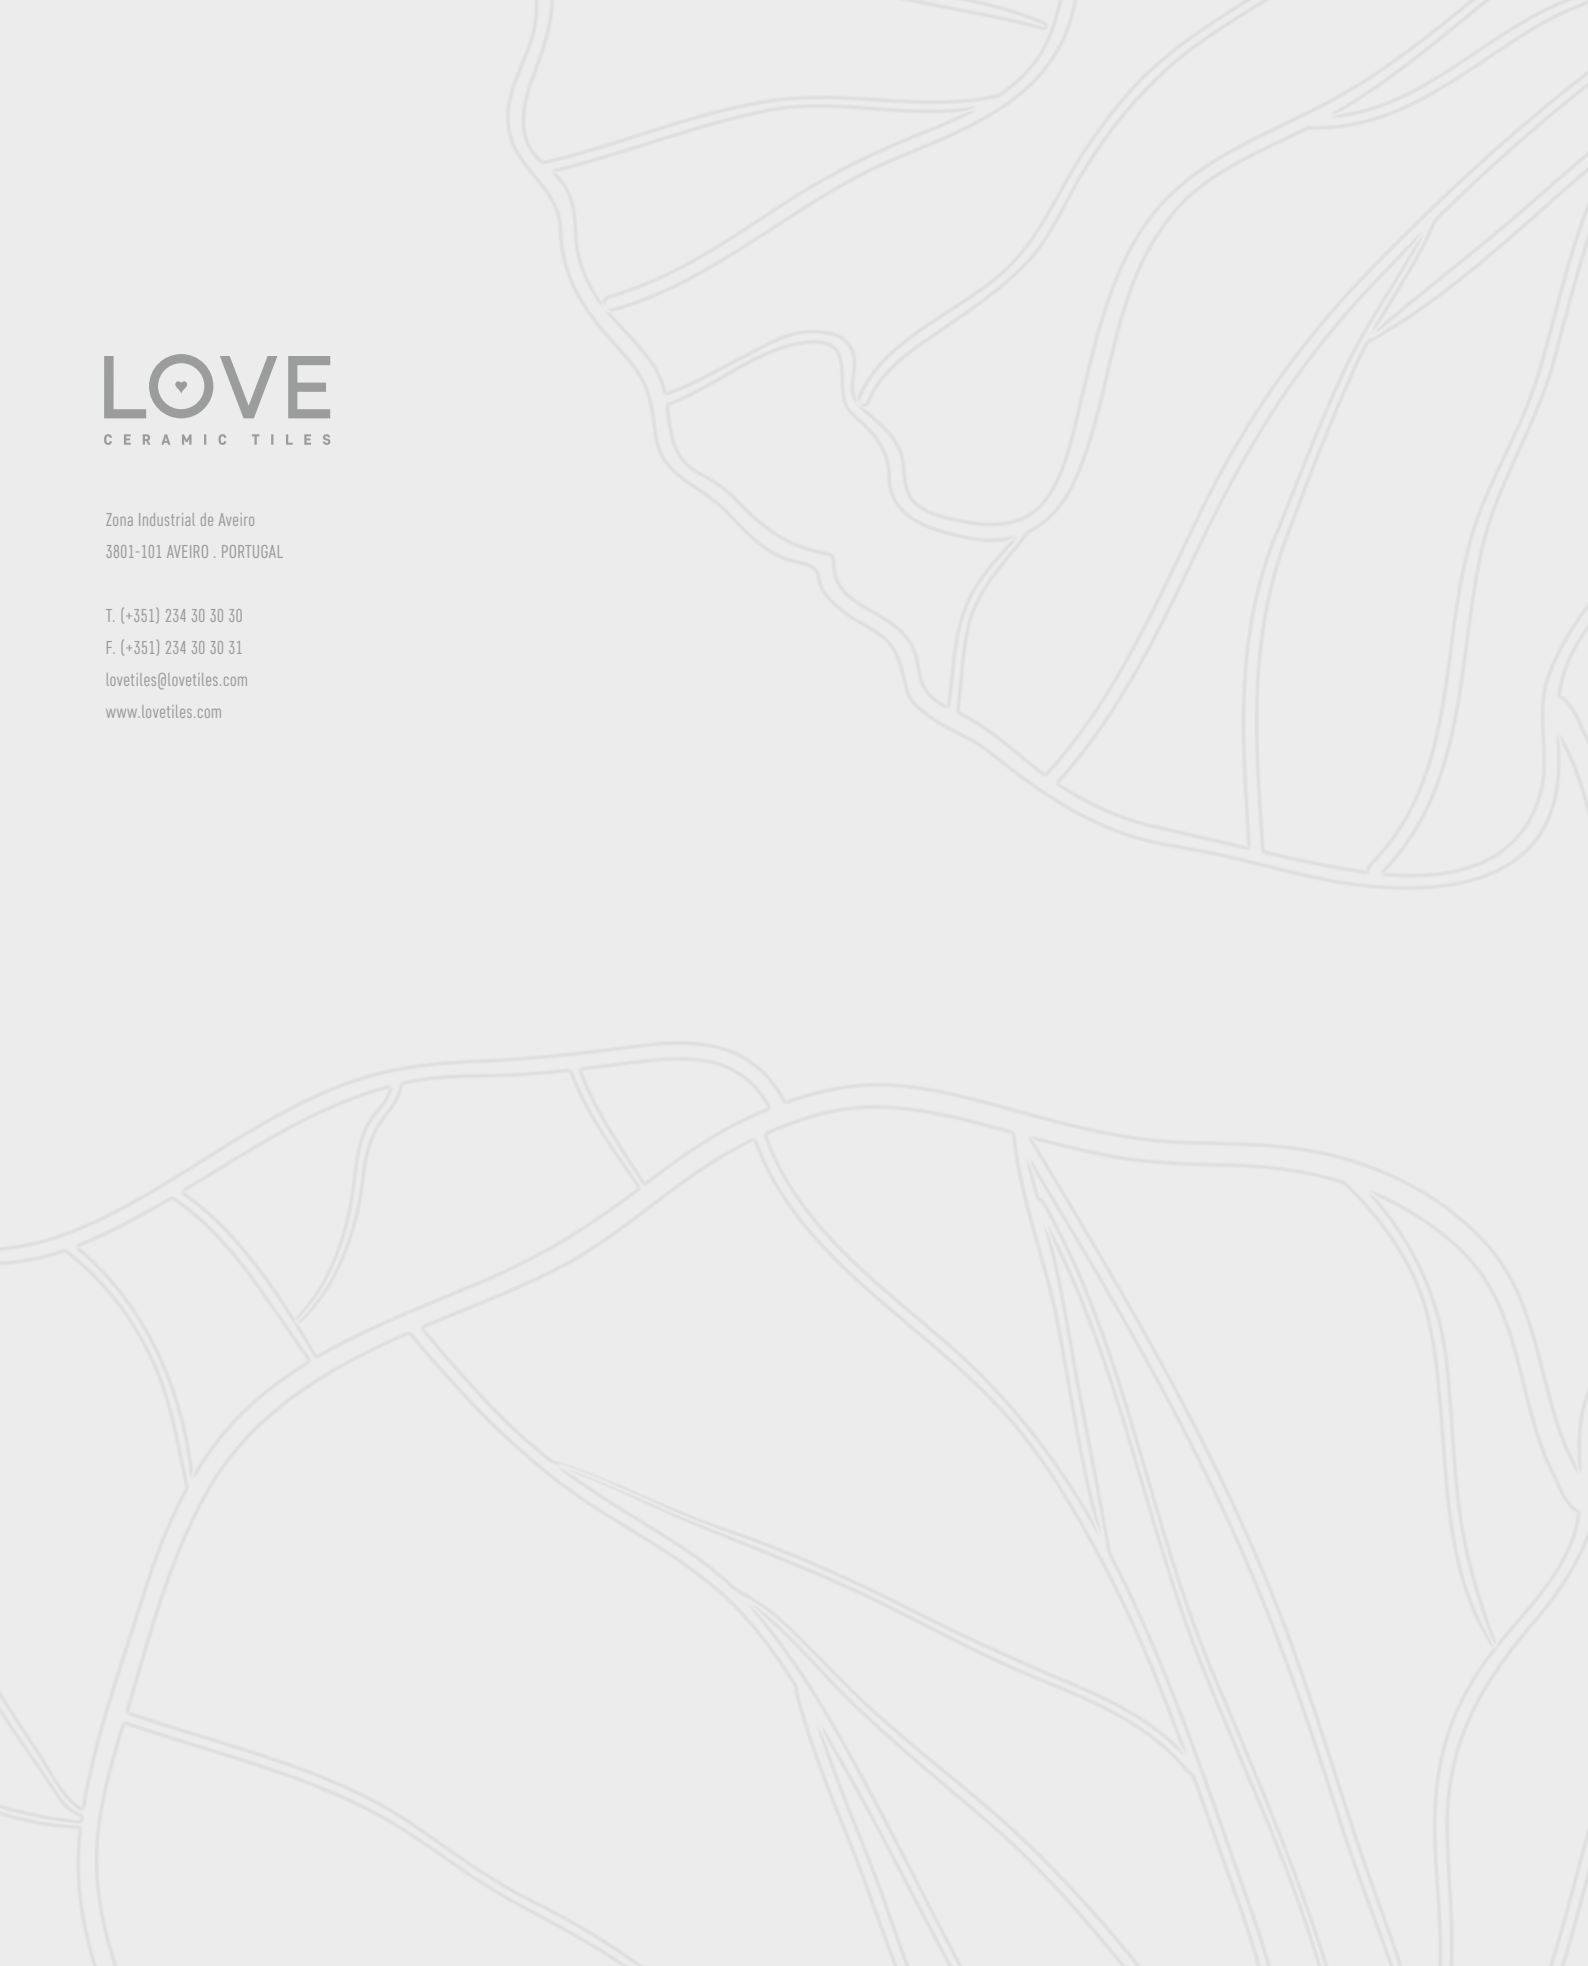 LOVE
CERAMIC TILES
Zona Industrial de Aveiro
3801-101 AVEIRO . PORTUGAL
T. (+351) 234 30 30 30
F. (+351) 234 30 30 31
lovetiles@lovetiles.com
www.lovetiles.com